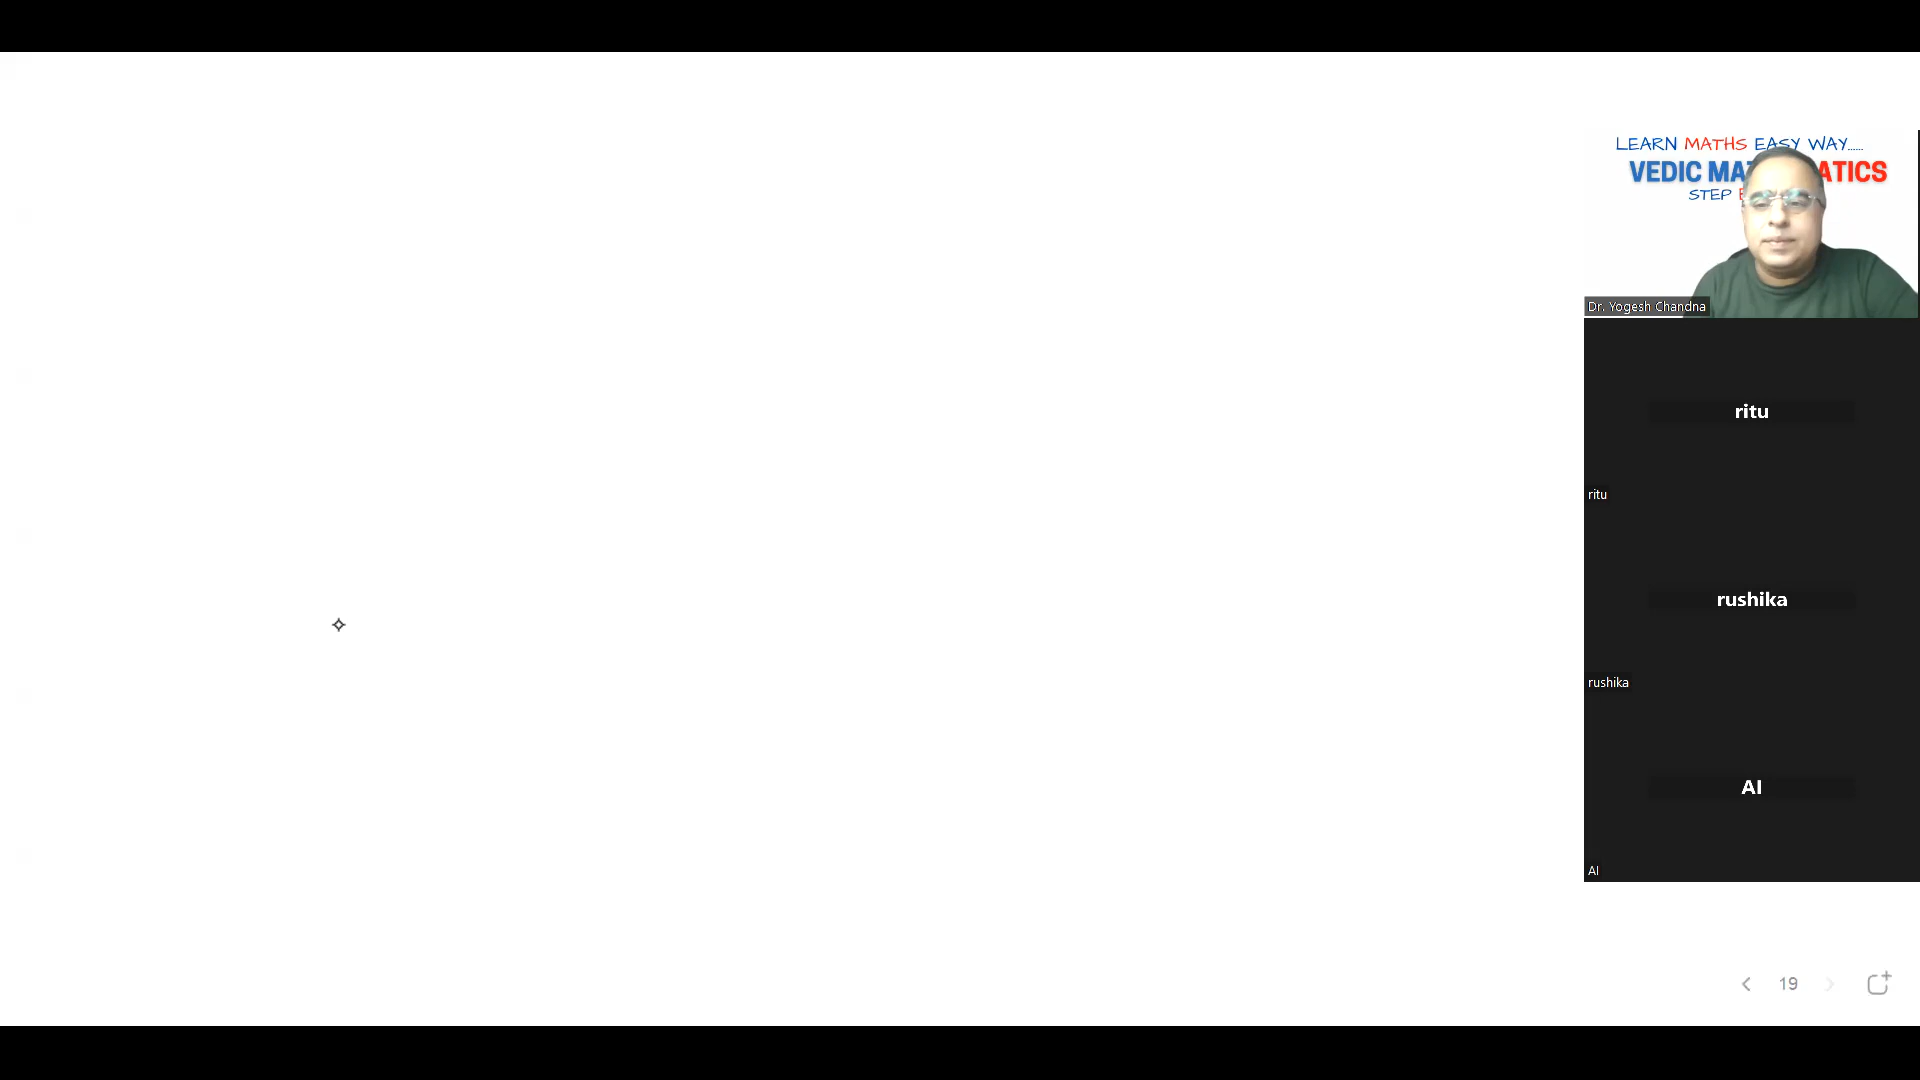 LEARN MATHS EASY WAY......
VEDIC MA ATICS
STEP
Dr. Yogesh Chandna
ritu
ritu
rushika
rushika
AI
AI
19